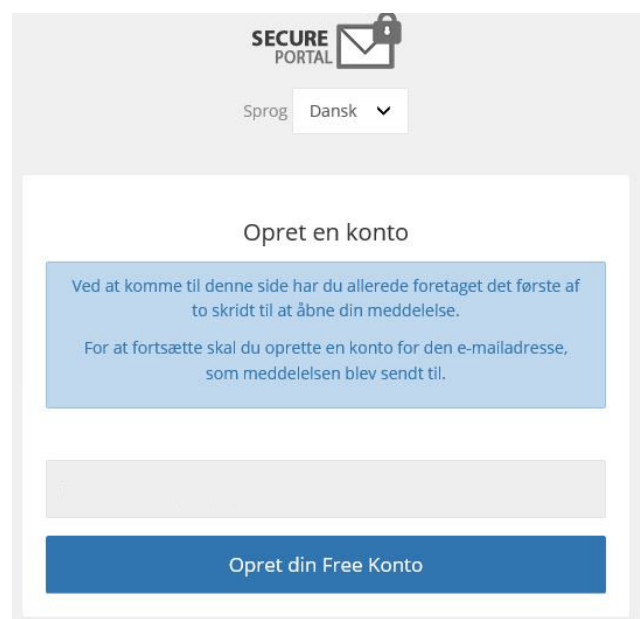 SECURE
PORTAL
Sprog Dansk
Opret en konto
Ved at komme til denne side har du allerede foretaget det første af
to skridt til at åbne din meddelelse.
For at fortsætte skal du oprette en konto for den e-mailadresse,
som meddelelsen blev sendt til.
Opret din Free Konto